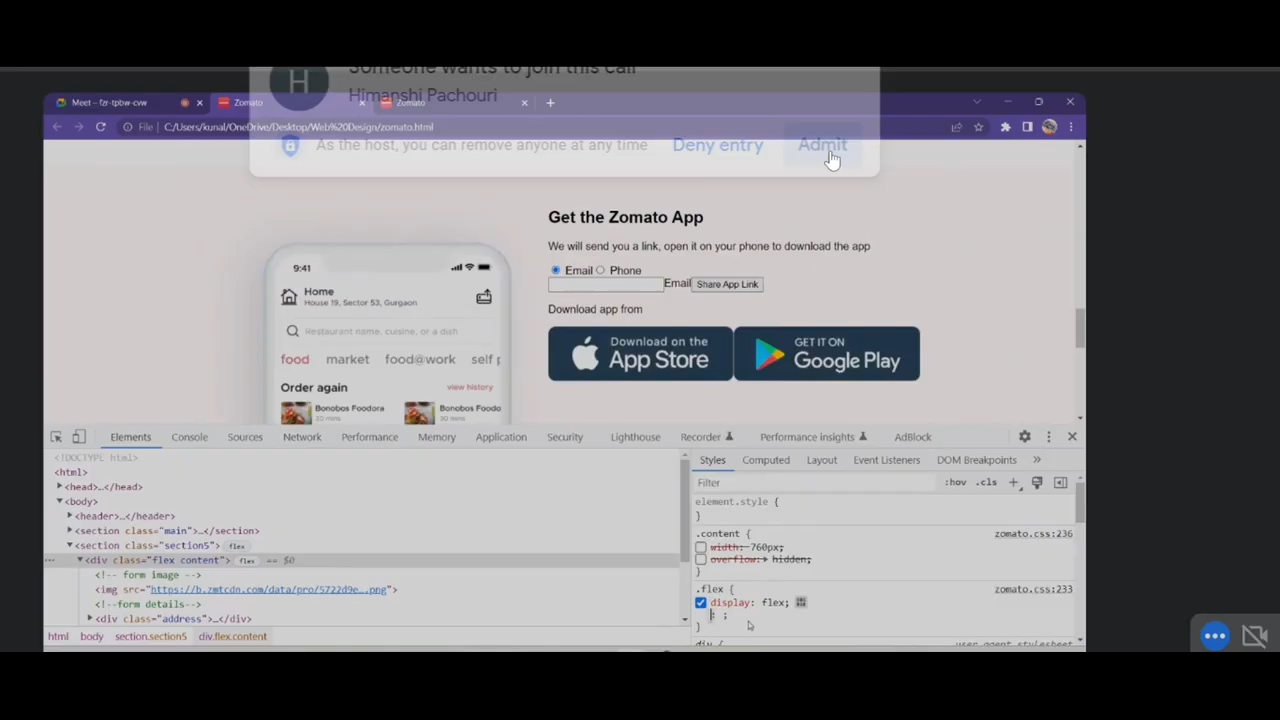 Someone wants to join this call
H
Himanshi Pachouri
Meet – fzr-tpbw-cvw
Zomato
Zomato
File
C:/Users/kunal/OneDrive/Desktop/Web%20Design/zomato.html
As the host, you can remove anyone at any time
Deny entry
Admit
Get the Zomato App
We will send you a link, open it on your phone to download the app
Email
Phone
Email
Share App Link
Download app from
Download on the
App Store
GET IT ON
Google Play
9:41
Home
House 19, Sector 53, Gurgaon
Restaurant name, cuisine, or a dish
food market food@work self p
Order again
view history
Bonobos Foodora
30 mins
Bonobos Foodo
30 mins
Elements Console Sources Network Performance Memory Application Security Lighthouse Recorder Performance insights AdBlock
<!DOCTYPE html>
<html>
<head>…</head>
<body>
<header>…</header>
<section class="main">…</section>
<section class="section5"> flex
<div class="flex content"> flex == $0
<!-- form image -->
<img src="https://b.zmtcdn.com/data/pro/5722d9e….png">
<!--form details-->
<div class="address">…</div>
html body section.section5 div.flex.content
Styles Computed Layout Event Listeners DOM Breakpoints »
Filter
:hov .cls +
element.style {
}
.content {
zomato.css:236
width: 760px;
overflow: hidden;
}
.flex {
zomato.css:233
display: flex;
: ;
}
div {
user agent stylesheet